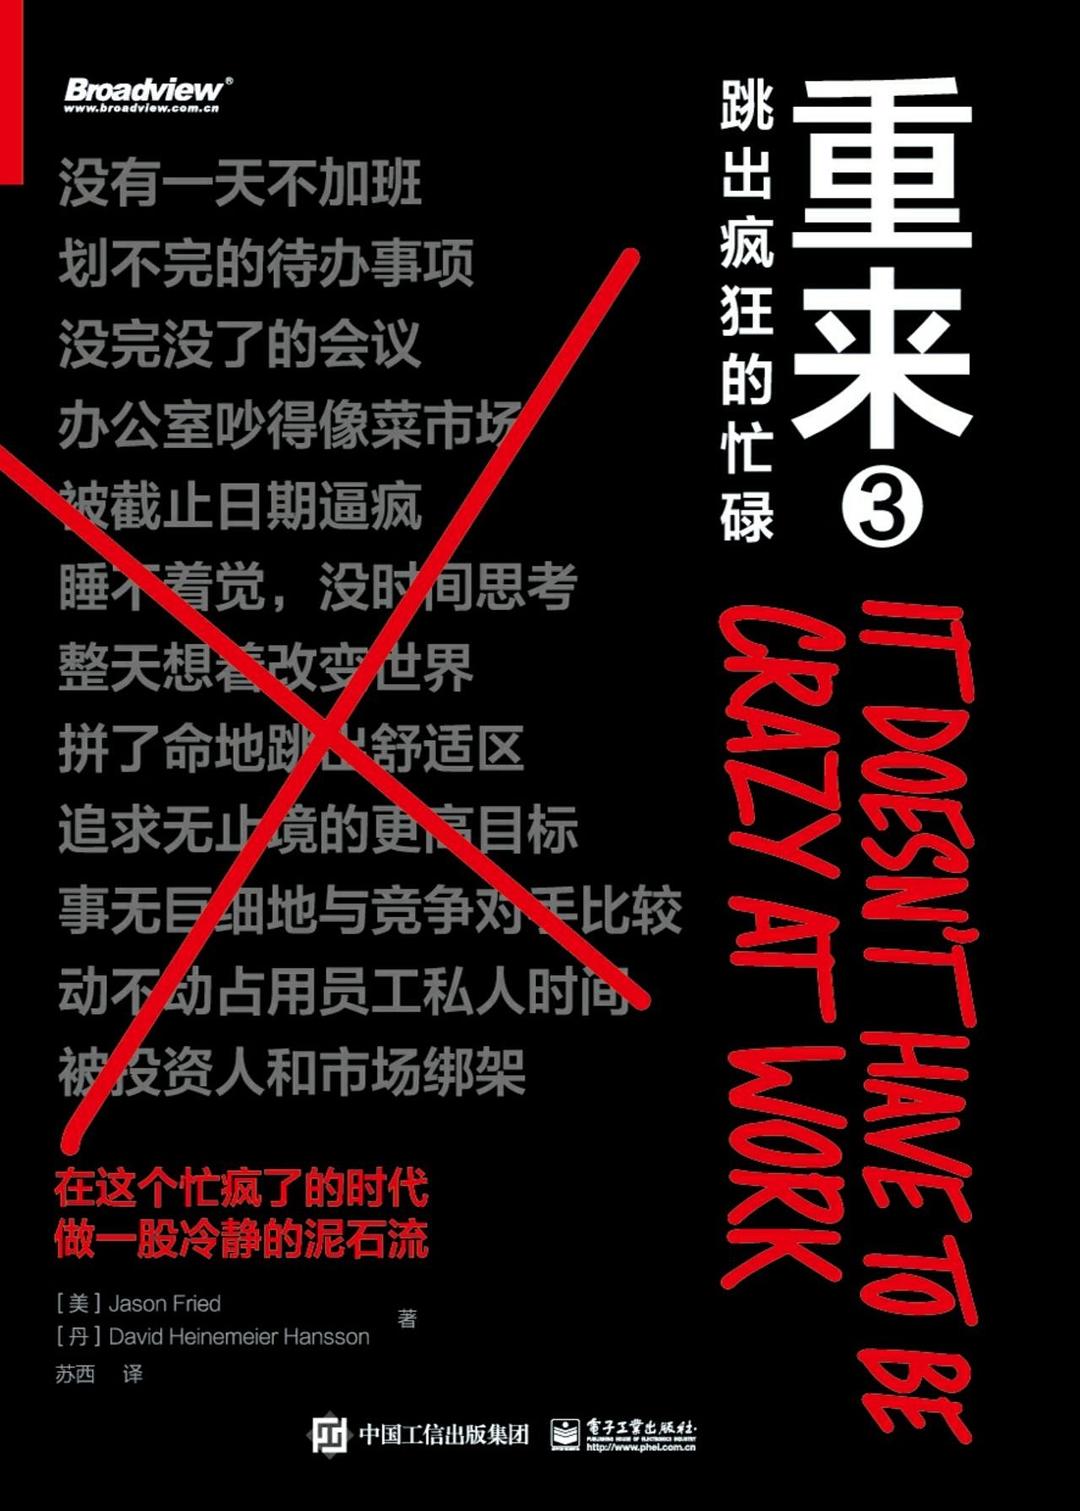 Broadview®
www.broadview.com.cn
重来
3
跳出疯狂的忙碌
IT DOESN'T HAVE TO BE
CRAZY AT WORK
没有一天不加班
划不完的待办事项
没完没了的会议
办公室吵得像菜市场
被截止日期逼疯
睡不着觉，没时间思考
整天想着改变世界
拼了命地跳出舒适区
追求无止境的更高目标
事无巨细地与竞争对手比较
动不动占用员工私人时间
被投资人和市场绑架
在这个忙疯了的时代
做一股冷静的泥石流
[美] Jason Fried
[丹] David Heinemeier Hansson
著
苏西 译
中国工信出版集团
電子工業出版社·
PUBLISHING HOUSE OF ELECTRONICS INDUSTRY
http://www.phei.com.cn